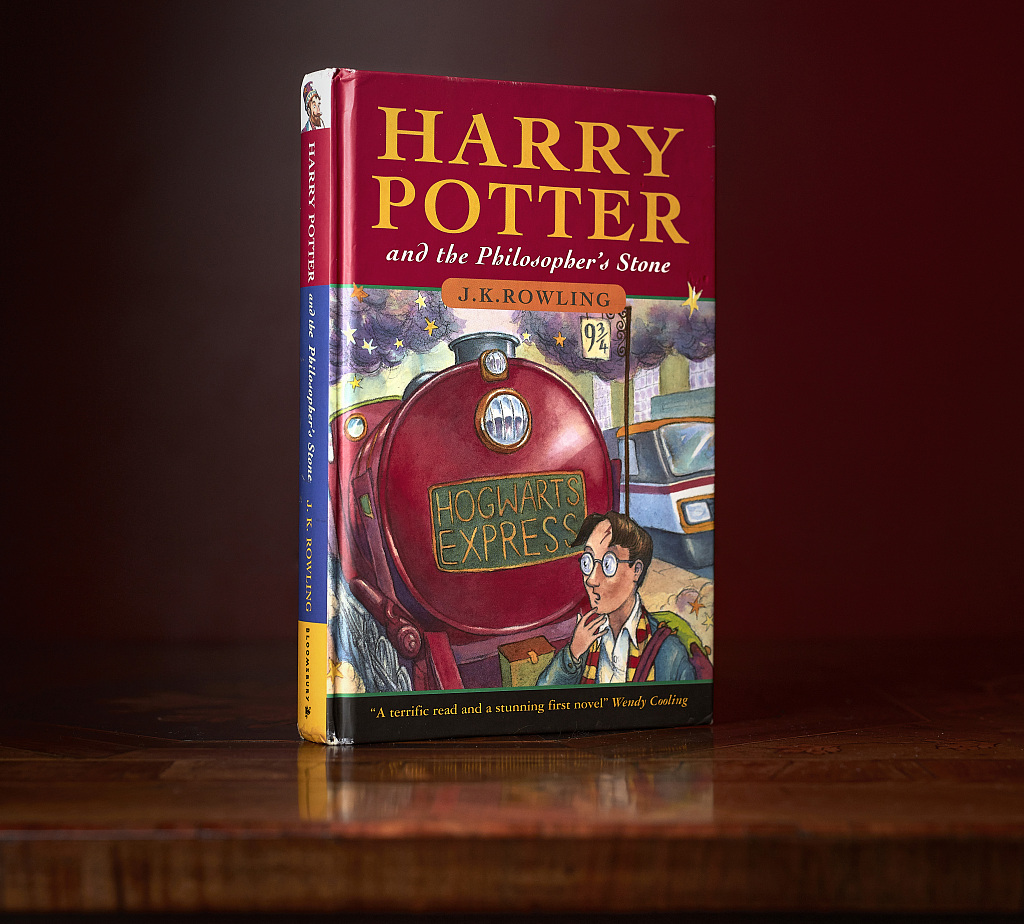 HARRY
POTTER
and the Philosopher's Stone
J.K.ROWLING
9¾
HOGWARTS
EXPRESS
"A terrific read and a stunning first novel" Wendy Cooling
HARRY POTTER and the Philosopher's Stone J. K. ROWLING
BLOOMSBURY